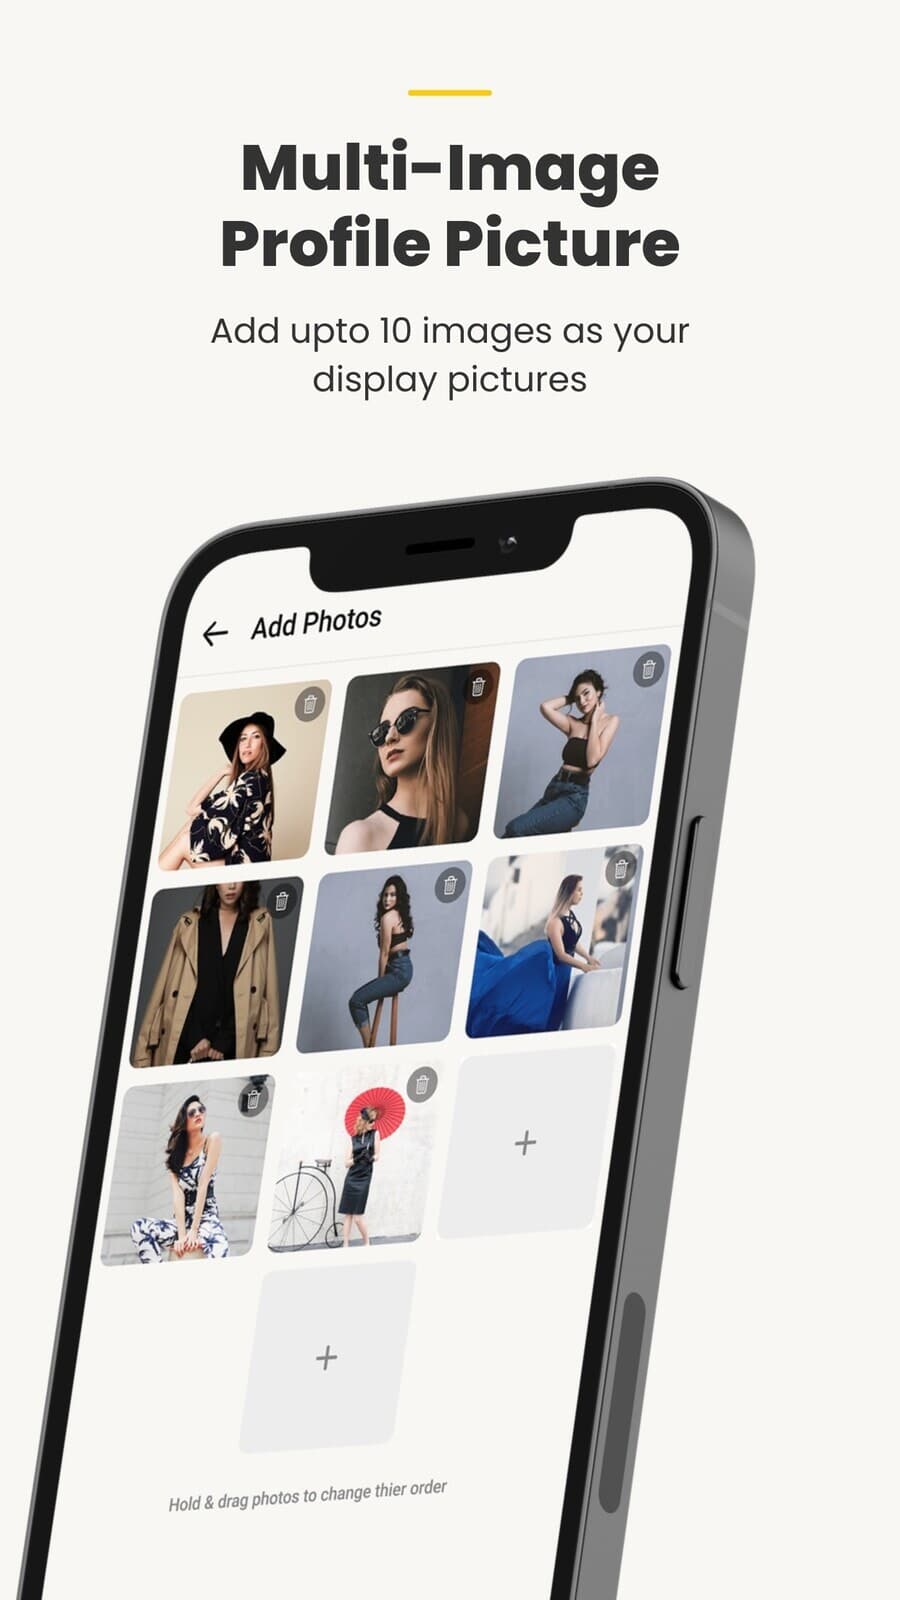 Multi-Image
Profile Picture
Add upto 10 images as your
display pictures
Add Photos
Hold & drag photos to change thier order